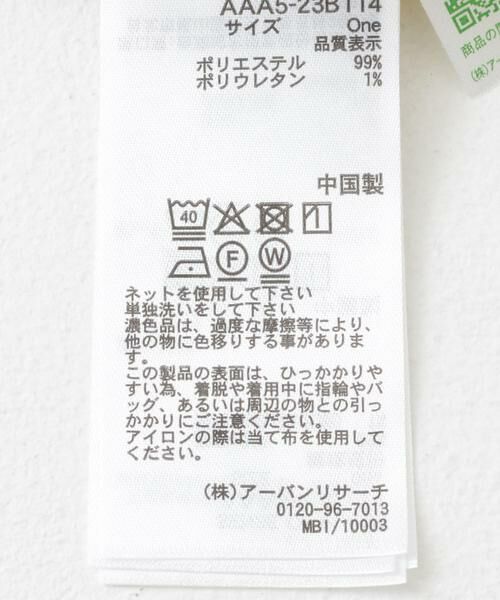 AAA5-23B114
サイズ One
品質表示
ポリエステル 99%
ポリウレタン 1%
中国製
40
F W
ネットを使用して下さい
単独洗いをして下さい
濃色品は、過度な摩擦等により、
他の物に色移りする事がありま
す。
この製品の表面は、ひっかかりや
すい為、着脱や着用中に指輪やバ
ッグ、あるいは周辺の物との引っ
かかりにご注意ください。
アイロンの際は当て布を使用して
ください。
(株)アーバンリサーチ
0120-96-7013
MBI/10003
商品の
(株)アー